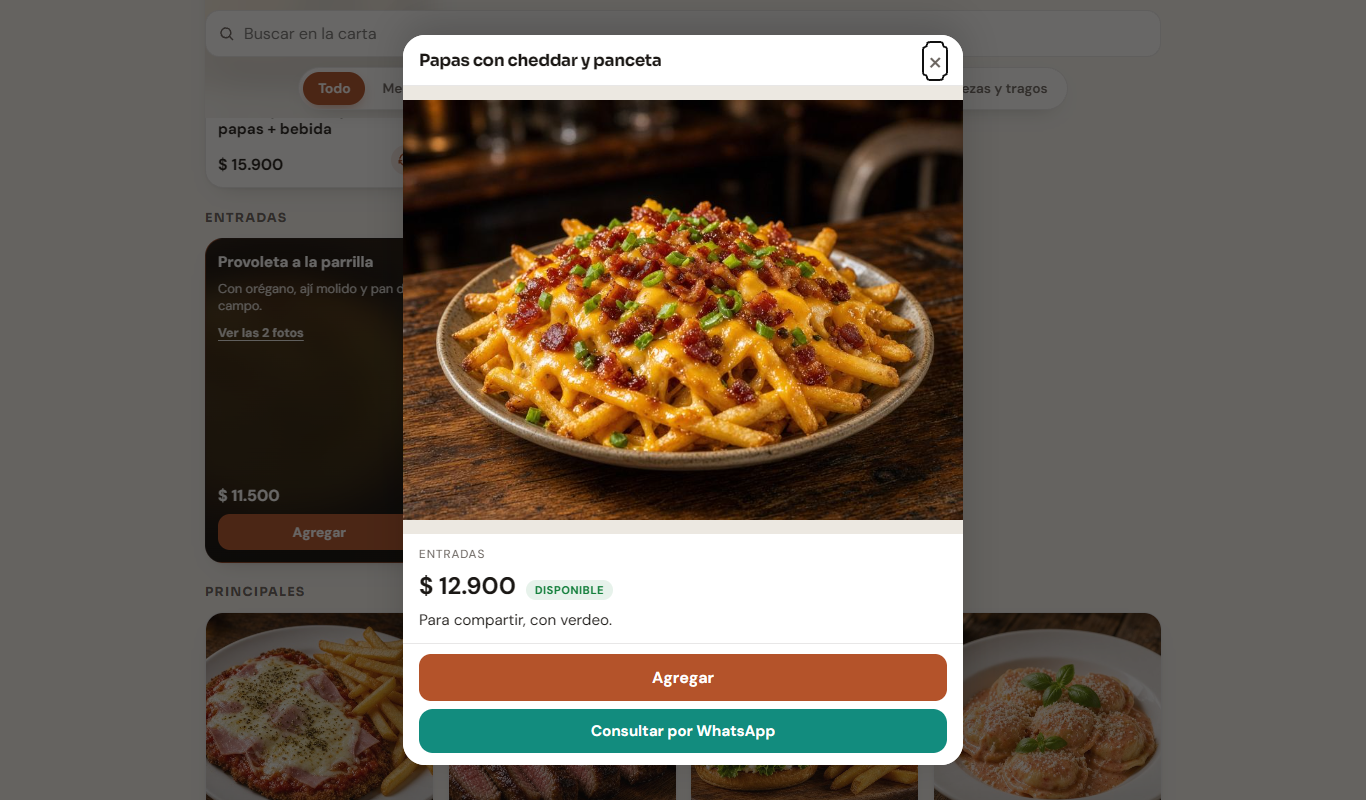 Buscar en la carta
Papas con cheddar y panceta
×
Todo
papas + bebida
$ 15.900
ENTRADAS
Provoleta a la parrilla
Con orégano, ají molido y pan
campo.
Ver las 2 fotos
$ 11.500
Agregar
PRINCIPALES
y tragos
ENTRADAS
$ 12.900
DISPONIBLE
Para compartir, con verdeo.
Agregar
Consultar por WhatsApp